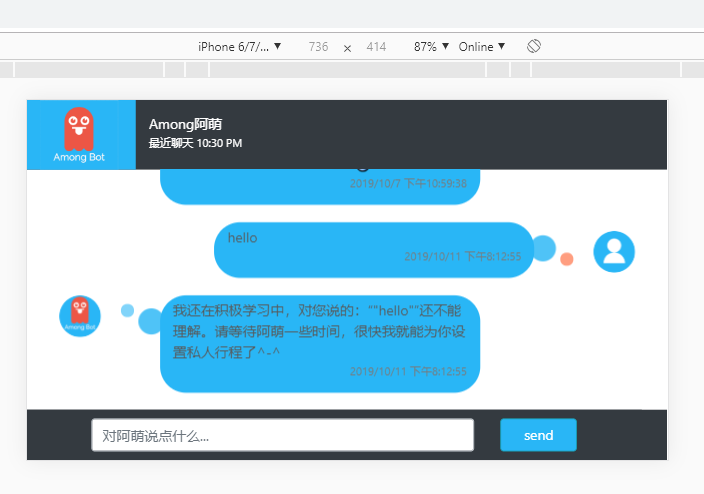 iPhone 6/7/... ▼ 736 × 414 87% ▼ Online ▼
Among Bot
Among阿萌
最近聊天 10:30 PM
2019/10/7 下午10:59:38
hello
2019/10/11 下午8:12:55
Among Bot
我还在积极学习中，对您说的：""hello""还不能
理解。请等待阿萌一些时间，很快我就能为你设
置私人行程了^-^
2019/10/11 下午8:12:55
对阿萌说点什么...
send